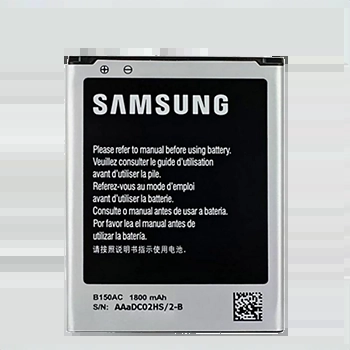 SAMSUNG
Please refer to manual before using battery.
Veuillez consulter le guide d'utilisation
avant d'utiliser la pile.
Referez-vous au mode d'emploi
avant d'utiliser la batterie.
Consulte o manual antes de usar a bateria.
Por favor lea el manual antes de
utilizar la batería.
请按照说明书指示使用电池.
B150AC 1800 mAh
S/N: AAaDC02HS/2-B